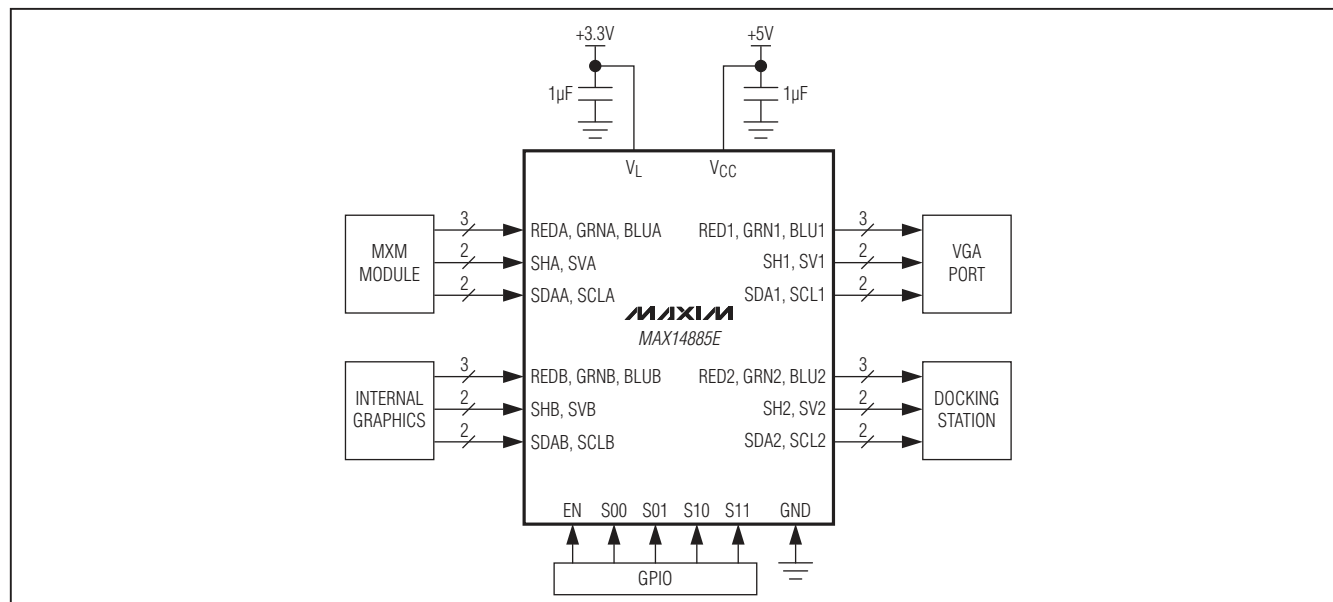 +3.3V
+5V
1µF
1µF
VL
VCC
MXM
MODULE
3
2
2
REDA, GRNA, BLUA
SHA, SVA
SDAA, SCLA
RED1, GRN1, BLU1
SH1, SV1
SDA1, SCL1
3
2
2
VGA
PORT
MAXIM
MAX14885E
INTERNAL
GRAPHICS
3
2
2
REDB, GRNB, BLUB
SHB, SVB
SDAB, SCLB
RED2, GRN2, BLU2
SH2, SV2
SDA2, SCL2
3
2
2
DOCKING
STATION
EN S00 S01 S10 S11 GND
GPIO